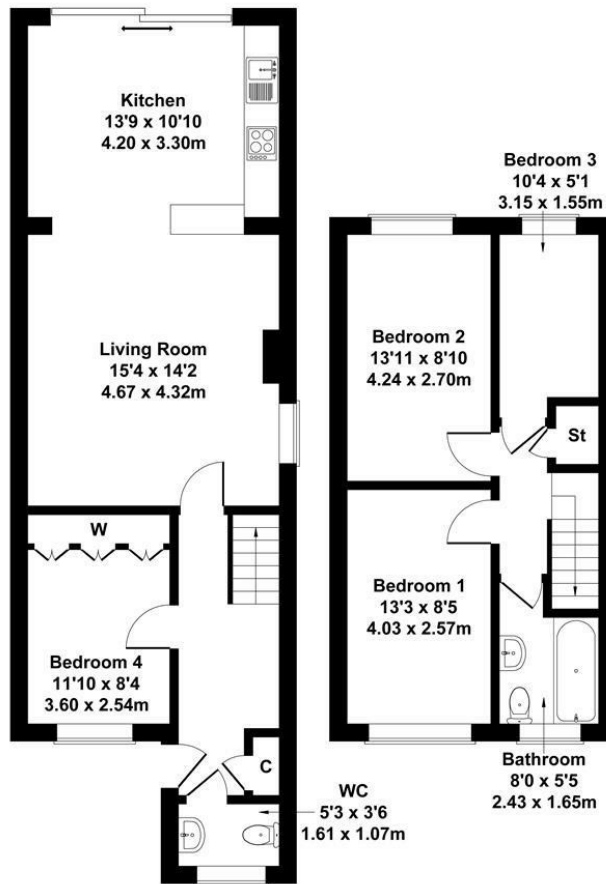 Kitchen
13'9 x 10'10
4.20 x 3.30m
Living Room
15'4 x 14'2
4.67 x 4.32m
W
Bedroom 4
11'10 x 8'4
3.60 x 2.54m
C
WC
5'3 x 3'6
1.61 x 1.07m
Bedroom 3
10'4 x 5'1
3.15 x 1.55m
Bedroom 2
13'11 x 8'10
4.24 x 2.70m
St
Bedroom 1
13'3 x 8'5
4.03 x 2.57m
Bathroom
8'0 x 5'5
2.43 x 1.65m